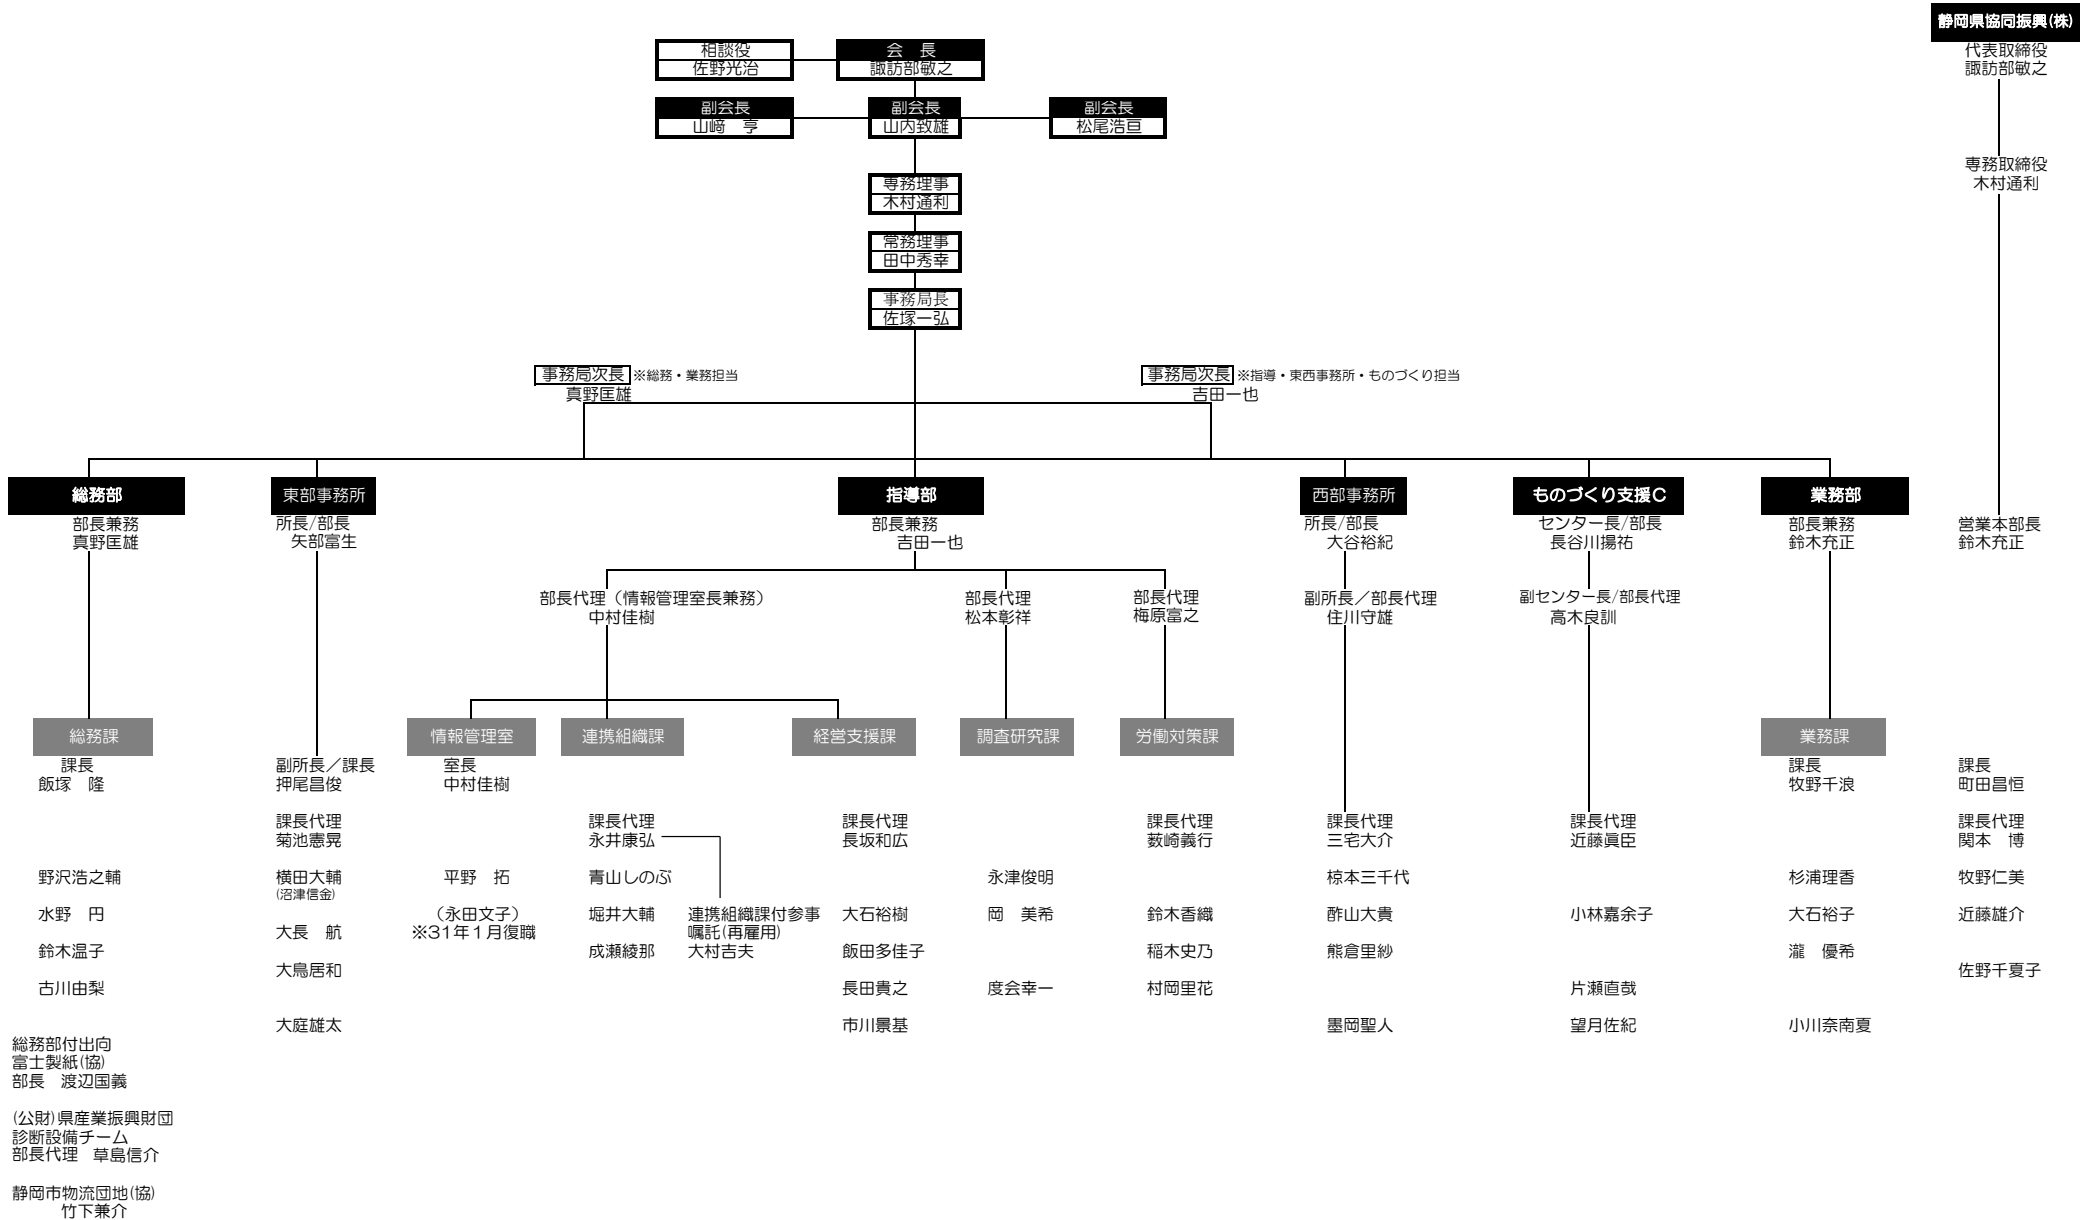 静岡県協同振興(株)
代表取締役
諏訪部敏之
専務取締役
木村通利
相談役
佐野光治
会　長
諏訪部敏之
副会長
山﨑　亨
副会長
山内致雄
副会長
松尾浩亘
専務理事
木村通利
常務理事
田中秀幸
事務局長
佐塚一弘
事務局次長 ※総務・業務担当
真野匡雄
事務局次長 ※指導・東西事務所・ものづくり担当
吉田一也
総務部
部長兼務
真野匡雄
総務課
課長
飯塚　隆
野沢浩之輔
水野　円
鈴木温子
古川由梨
総務部付出向
富士製紙(協)
部長　渡辺国義
(公財)県産業振興財団
診断設備チーム
部長代理　草島信介
静岡市物流団地(協)
竹下兼介
東部事務所
所長/部長
矢部富生
副所長／課長
押尾昌俊
課長代理
菊池憲晃
横田大輔
(沼津信金)
大長　航
大鳥居和
大庭雄太
指導部
部長兼務
吉田一也
部長代理（情報管理室長兼務）
中村佳樹
部長代理
松本彰祥
部長代理
梅原富之
情報管理室
室長
中村佳樹
平野　拓
（永田文子）
※31年１月復職
連携組織課
課長代理
永井康弘
青山しのぶ
堀井大輔
成瀬綾那
連携組織課付参事
嘱託(再雇用)
大村吉夫
経営支援課
課長代理
長坂和広
大石裕樹
飯田多佳子
長田貴之
市川景基
調査研究課
永津俊明
岡　美希
度会幸一
労働対策課
課長代理
薮崎義行
鈴木香織
稲木史乃
村岡里花
西部事務所
所長/部長
大谷裕紀
副所長／部長代理
住川守雄
課長代理
三宅大介
椋本三千代
酢山大貴
熊倉里紗
墨岡聖人
ものづくり支援Ｃ
センター長/部長
長谷川揚祐
副センター長/部長代理
高木良訓
課長代理
近藤眞臣
小林嘉余子
片瀬直哉
望月佐紀
業務部
部長兼務
鈴木充正
業務課
課長
牧野千浪
杉浦理香
大石裕子
瀧　優希
小川奈南夏
営業本部長
鈴木充正
課長
町田昌恒
課長代理
関本　博
牧野仁美
近藤雄介
佐野千夏子